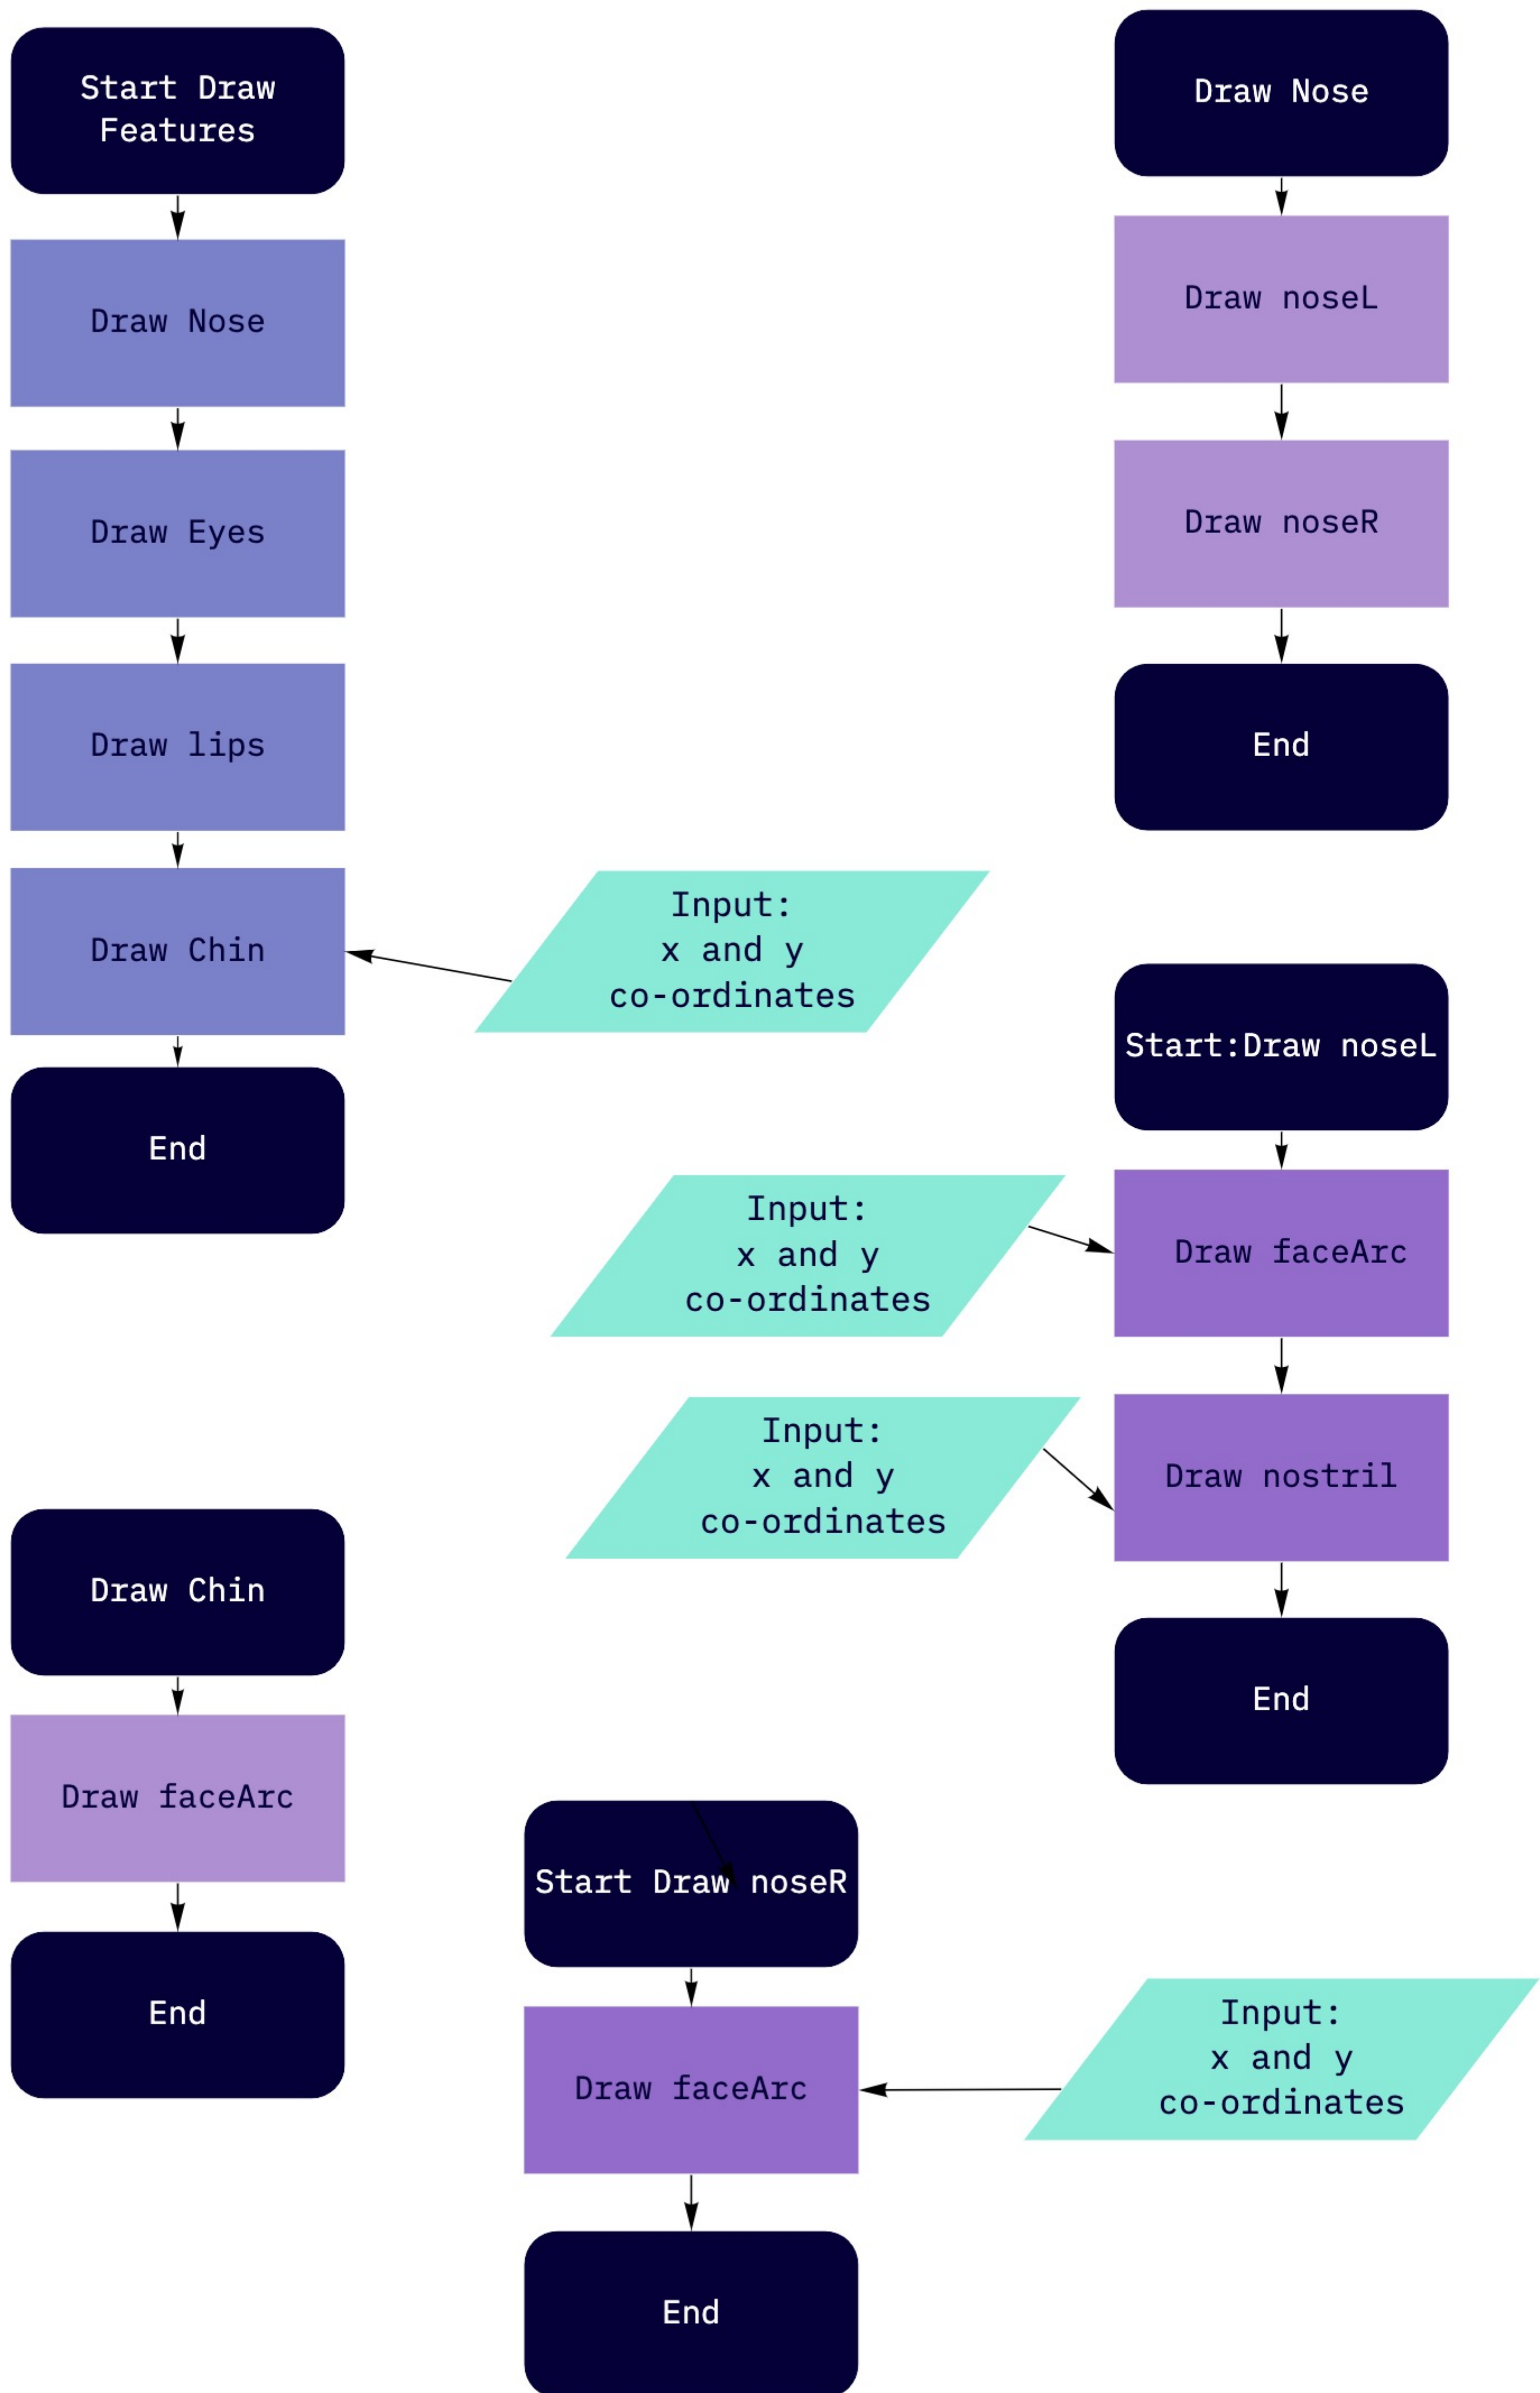 Start Draw
Features
Draw Nose
Draw Eyes
Draw lips
Draw Chin
Input:
x and y
co-ordinates
End
Draw Nose
Draw noseL
Draw noseR
End
Start:Draw noseL
Input:
x and y
co-ordinates
Draw faceArc
Input:
x and y
co-ordinates
Draw nostril
End
Draw Chin
Draw faceArc
End
Start Draw noseR
Draw faceArc
Input:
x and y
co-ordinates
End